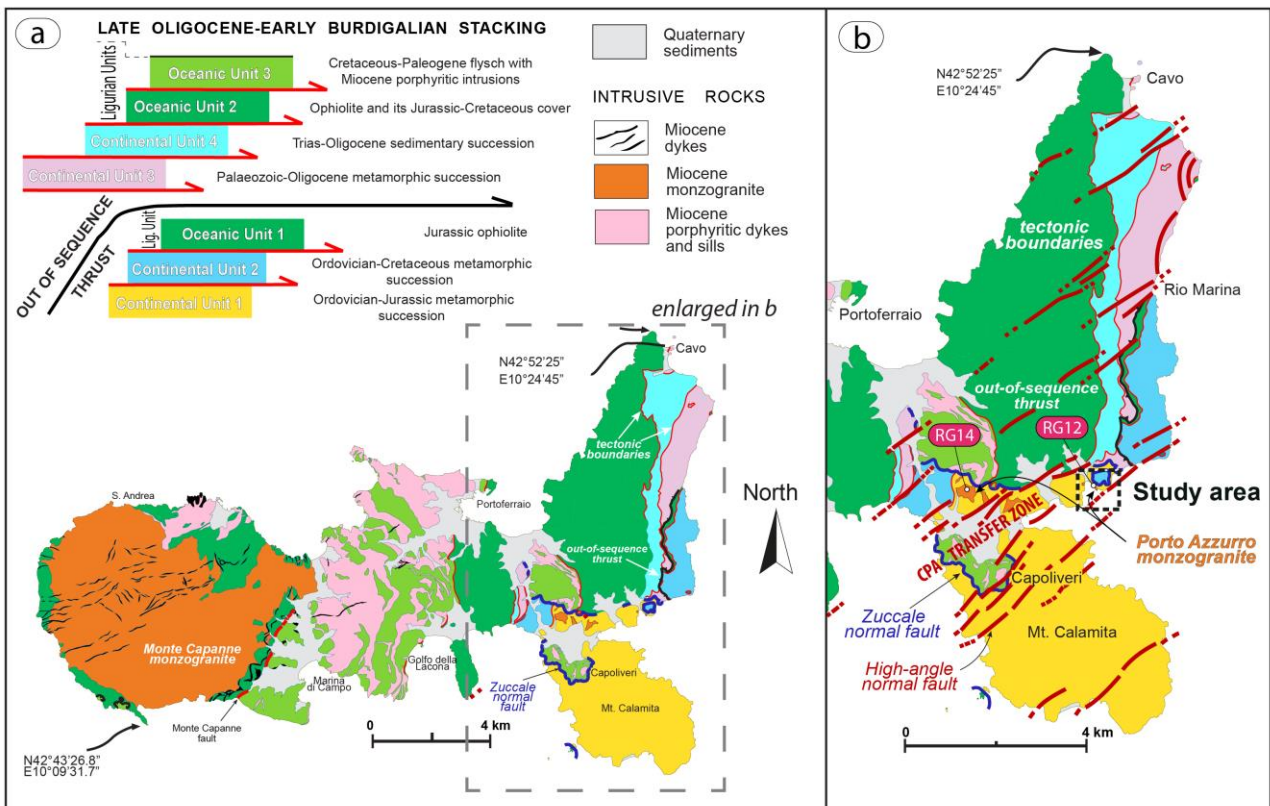 a
LATE OLIGOCENE-EARLY BURDIGALIAN STACKING
Ligurian Units
Oceanic Unit 3
Cretaceous-Paleogene flysch with
Miocene porphyritic intrusions
Oceanic Unit 2
Ophiolite and its Jurassic-Cretaceous cover
Continental Unit 4
Trias-Oligocene sedimentary succession
Continental Unit 3
Palaeozoic-Oligocene metamorphic succession
OUT OF SEQUENCE
THRUST
Lig. Unit
Oceanic Unit 1
Jurassic ophiolite
Continental Unit 2
Ordovician-Cretaceous metamorphic
succession
Continental Unit 1
Ordovician-Jurassic metamorphic
succession
Quaternary
sediments
INTRUSIVE ROCKS
Miocene
dykes
Miocene
monzogranite
Miocene
porphyritic dykes
and sills
enlarged in b
N42°52'25"
E10°24'45"
Cavo
tectonic
boundaries
S. Andrea
Portoferraio
North
out-of-sequence
thrust
Monte Capanne
monzogranite
Marina
di Campo
Golfo della
Lacona
Capoliveri
Zuccale
normal fault
Mt. Calamita
Monte Capanne
fault
0
4 km
N42°43'26.8"
E10°09'31.7"
b
N42°52'25"
E10°24'45"
Cavo
tectonic
boundaries
Rio Marina
Portoferraio
out-of-sequence
thrust
RG14
RG12
Study area
CPA TRANSFER ZONE
Porto Azzurro
monzogranite
Capoliveri
Zuccale
normal fault
Mt. Calamita
High-angle
normal fault
0
4 km